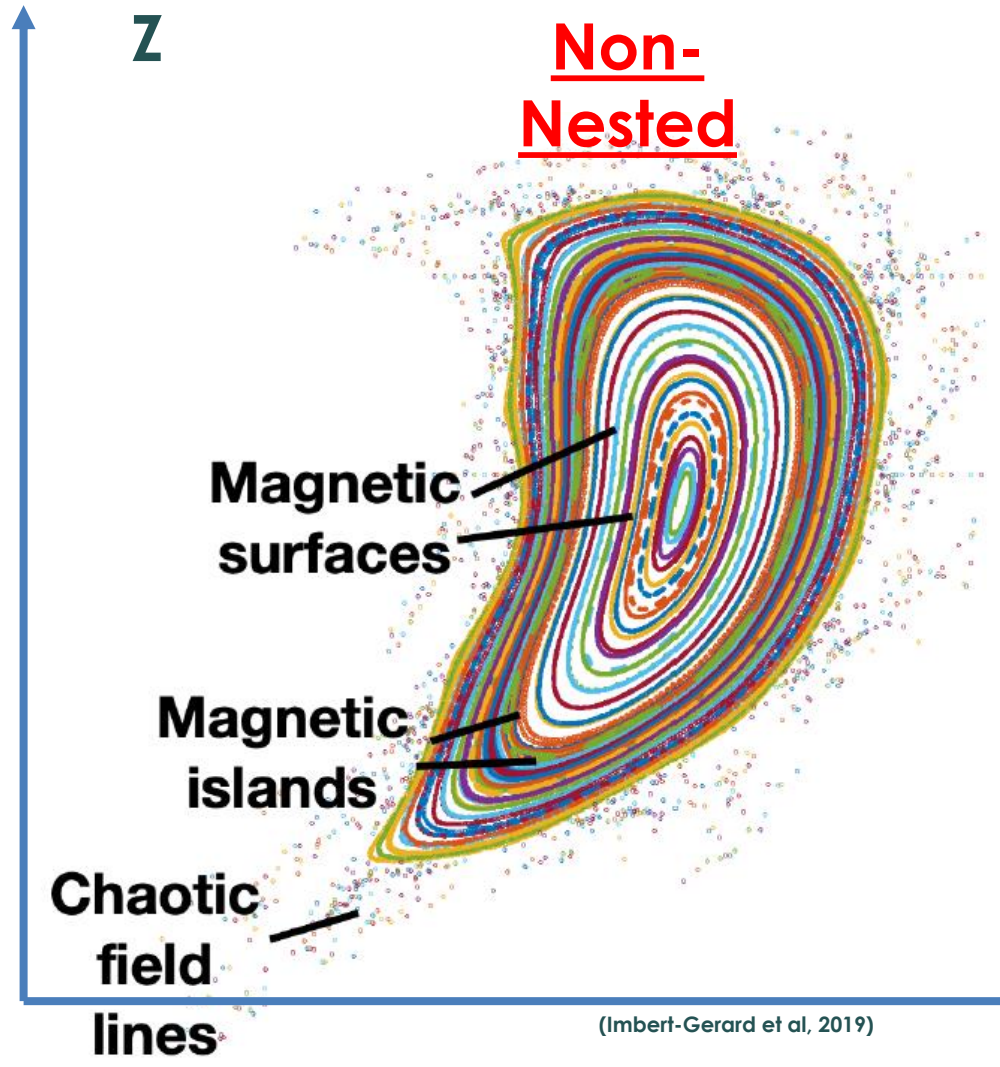 Z
Non-
Nested
Magnetic
surfaces
Magnetic
islands
Chaotic
field
lines
(Imbert-Gerard et al, 2019)